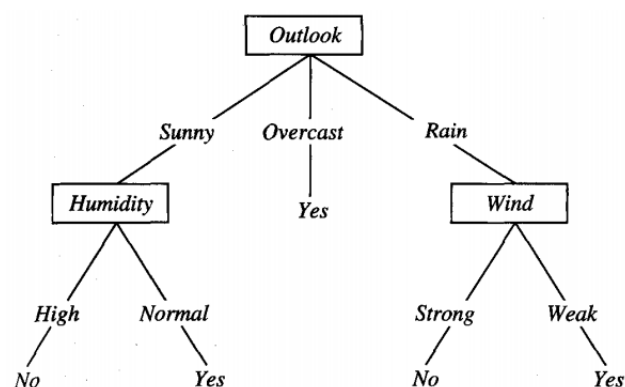 Outlook
Sunny Overcast Rain
Humidity Yes Wind
High Normal Strong Weak
No Yes No Yes